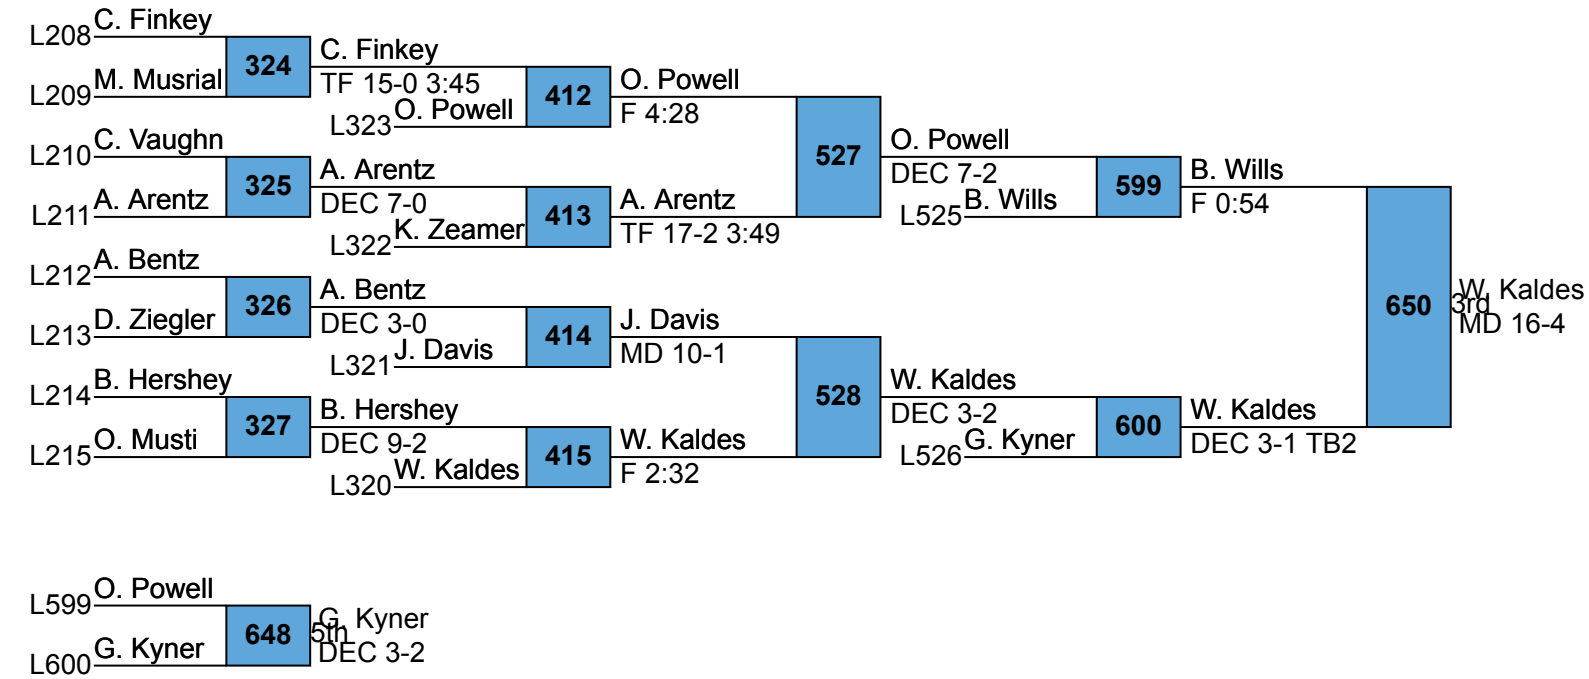 L208 C. Finkey
324
L209 M. Musrial
C. Finkey
TF 15-0 3:45
412
L323 O. Powell
O. Powell
F 4:28
L210 C. Vaughn
325
L211 A. Arentz
A. Arentz
DEC 7-0
413
L322 K. Zeamer
A. Arentz
TF 17-2 3:49
527
O. Powell
DEC 7-2
599
L525 B. Wills
B. Wills
F 0:54
L212 A. Bentz
326
L213 D. Ziegler
A. Bentz
DEC 3-0
414
L321 J. Davis
J. Davis
MD 10-1
L214 B. Hershey
327
L215 O. Musti
B. Hershey
DEC 9-2
415
L320 W. Kaldes
W. Kaldes
F 2:32
528
W. Kaldes
DEC 3-2
600
L526 G. Kyner
W. Kaldes
DEC 3-1 TB2
650
3rd
W. Kaldes
MD 16-4
L599 O. Powell
648
L600 G. Kyner
5th
G. Kyner
DEC 3-2